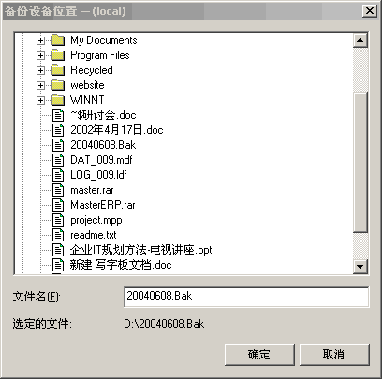 备份设备位置 -- (local)
My Documents
Program Files
Recycled
website
WINNT
~$研讨会.doc
2002年4月17日.doc
20040608.Bak
DAT_009.mdf
LOG_009.ldf
master.rar
MasterERP.rar
project.mpp
readme.txt
企业IT规划方法-电视讲座.ppt
新建 写字板文档.doc
文件名(F): 20040608.Bak
选定的文件: D:\20040608.Bak
确定 取消